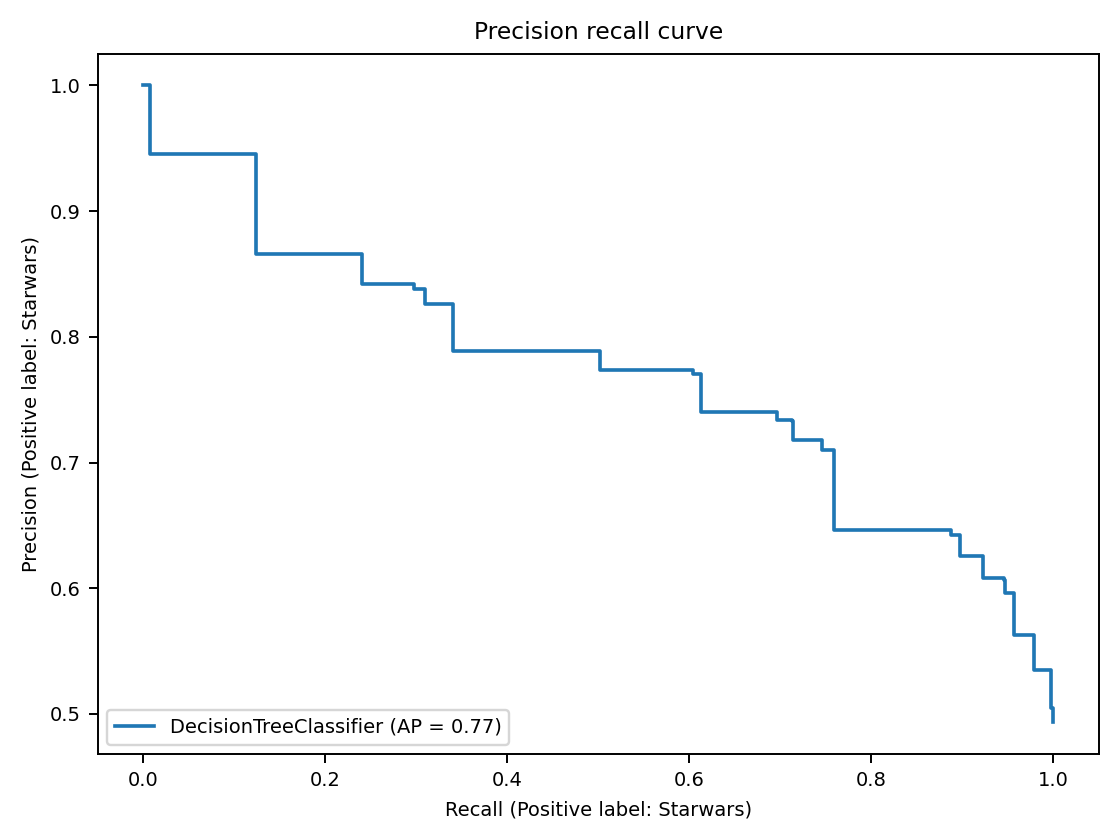 Precision recall curve
Precision (Positive label: Starwars)
1.0
0.9
0.8
0.7
0.6
0.5
DecisionTreeClassifier (AP = 0.77)
0.0 0.2 0.4 0.6 0.8 1.0
Recall (Positive label: Starwars)